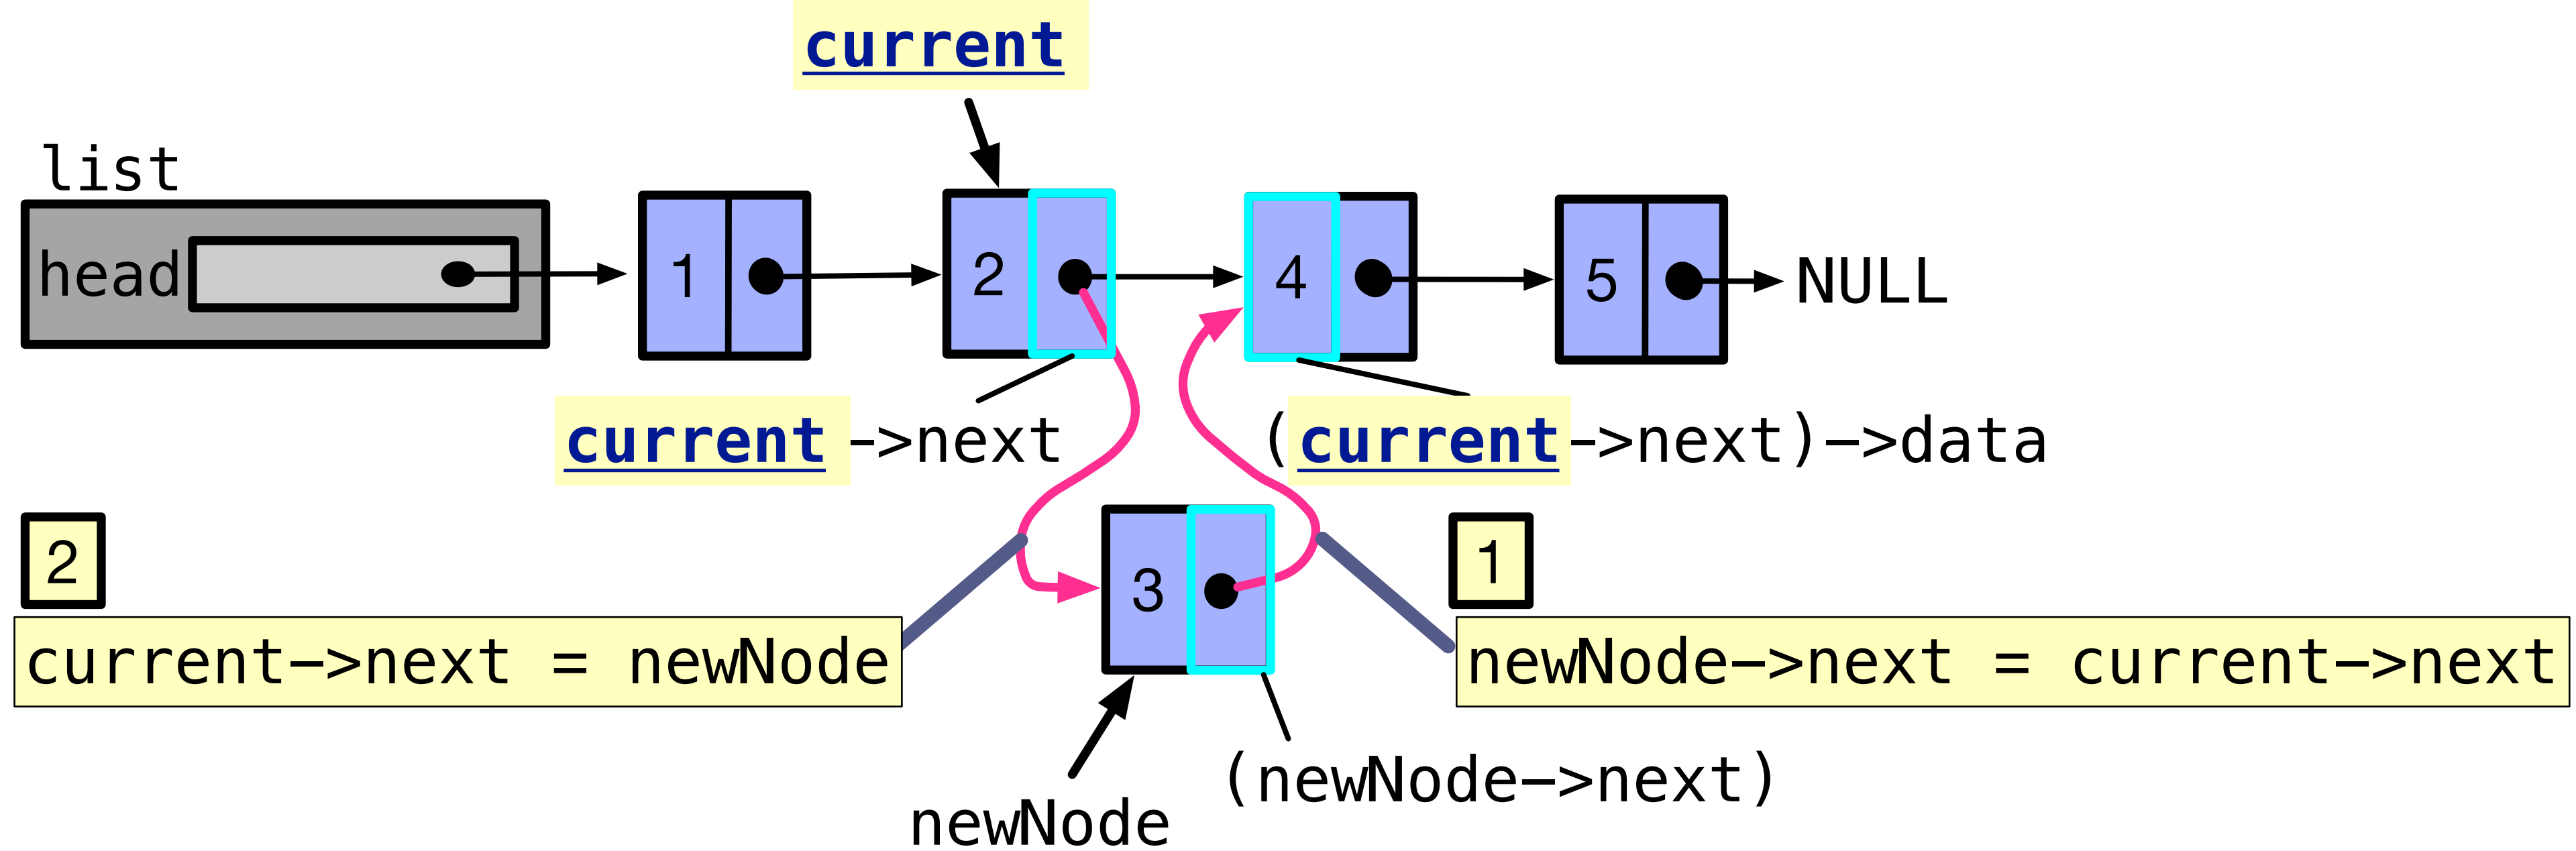 current
list
head
1
2
4
5
NULL
current->next
(current->next)->data
2
3
1
current->next = newNode
newNode->next = current->next
(newNode->next)
newNode